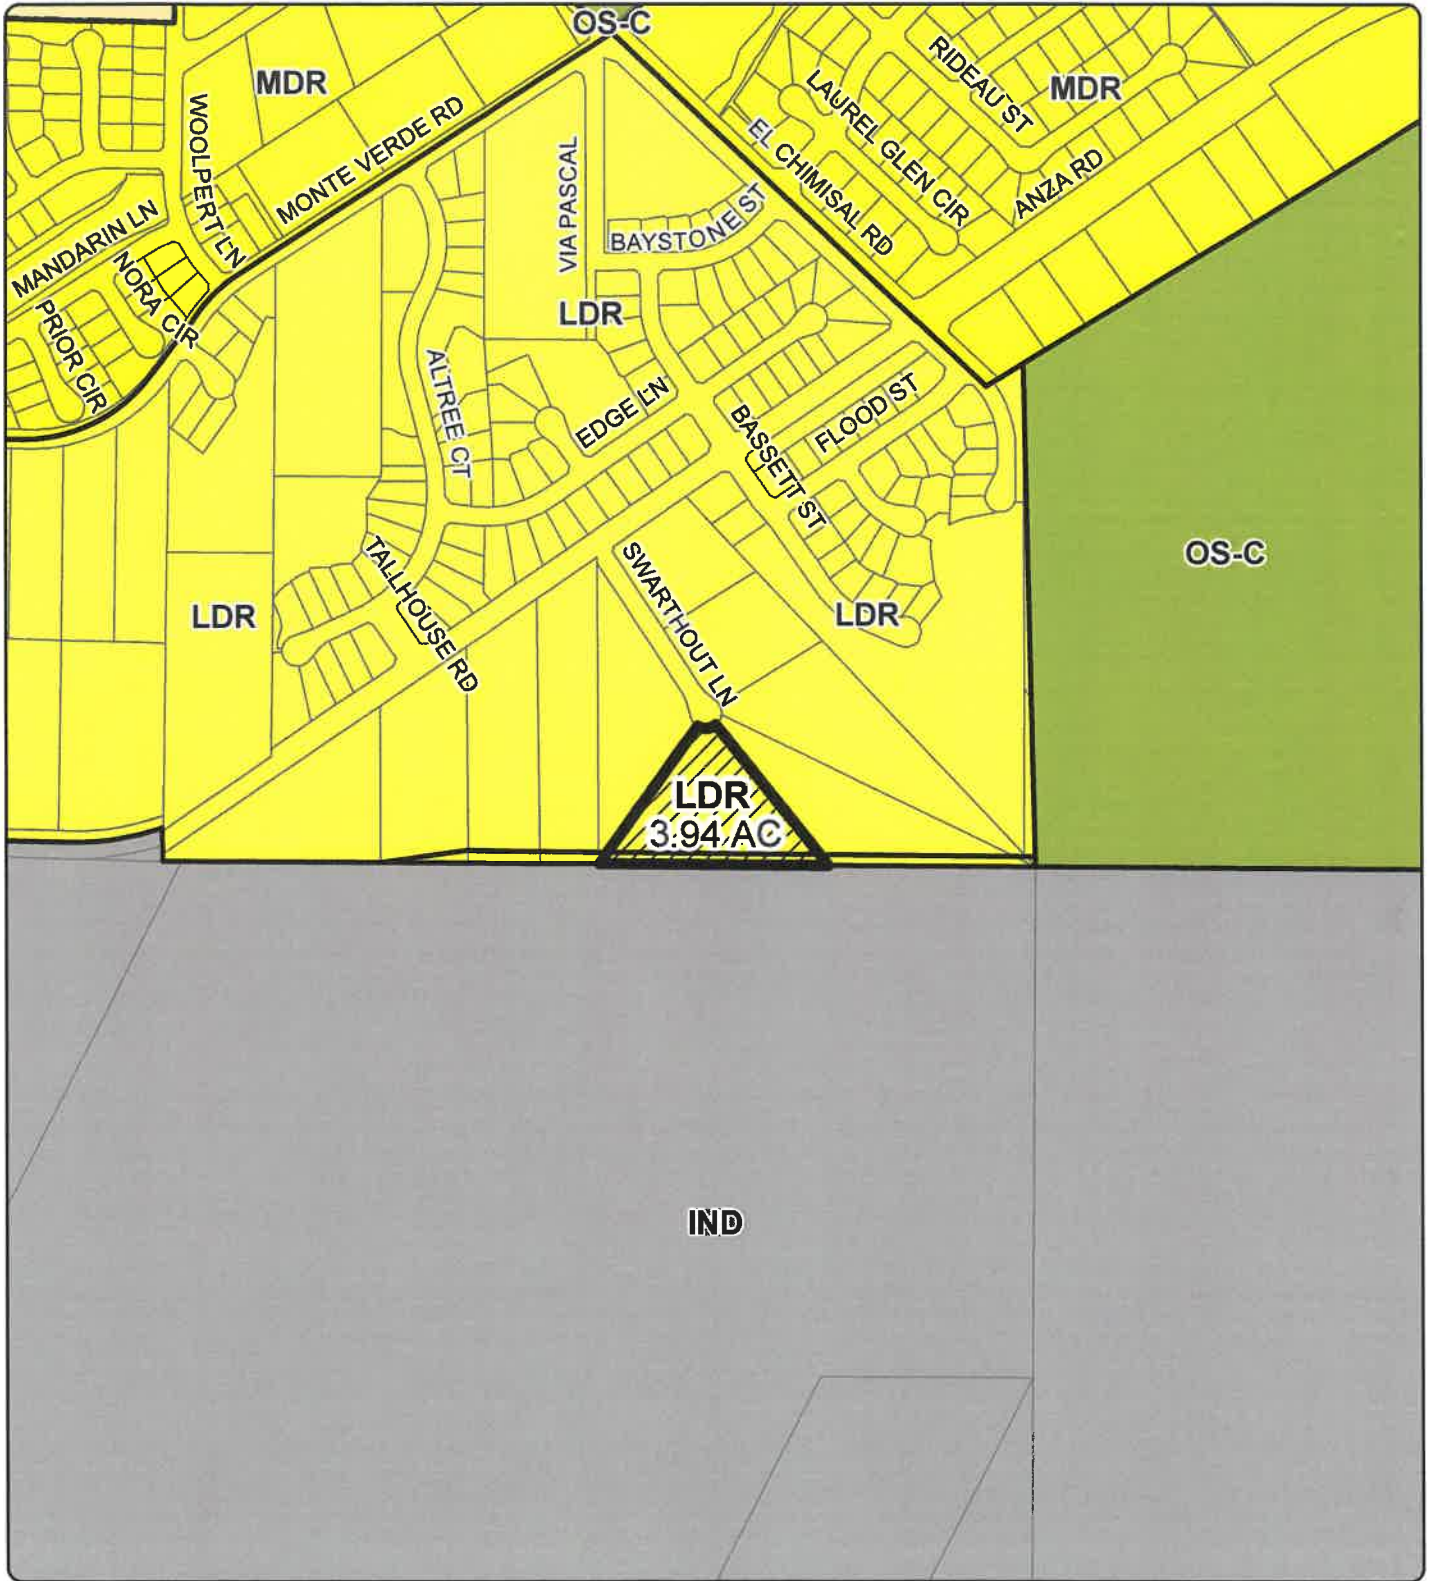 OS-C
MDR
WOOLPERT LN
MONTE VERDE RD
VIA PASCAL
RIDEAU ST
MDR
LAUREL GLEN CIR
EL CHIMISAL RD
ANZA RD
BAYSTONE ST
MANDARIN LN
NORA CIR
PRIOR CIR
LDR
ALTREE CT
EDGE LN
BASSETT ST
FLOOD ST
OS-C
TALLHOUSE RD
SWARTHOUT LN
LDR
LDR
LDR
3.94 AC
IND